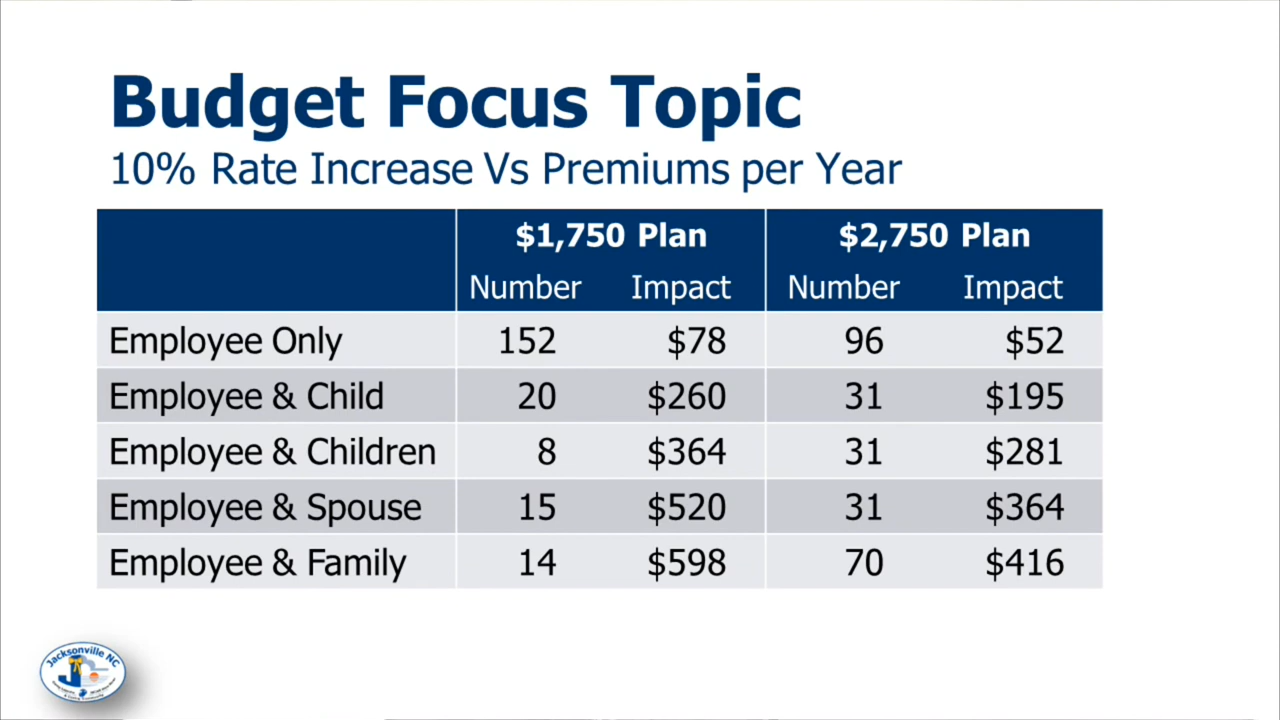 Budget Focus Topic
10% Rate Increase Vs Premiums per Year
$1,750 Plan $2,750 Plan
Number Impact Number Impact
Employee Only 152 $78 96 $52
Employee & Child 20 $260 31 $195
Employee & Children 8 $364 31 $281
Employee & Spouse 15 $520 31 $364
Employee & Family 14 $598 70 $416
Jacksonville NC